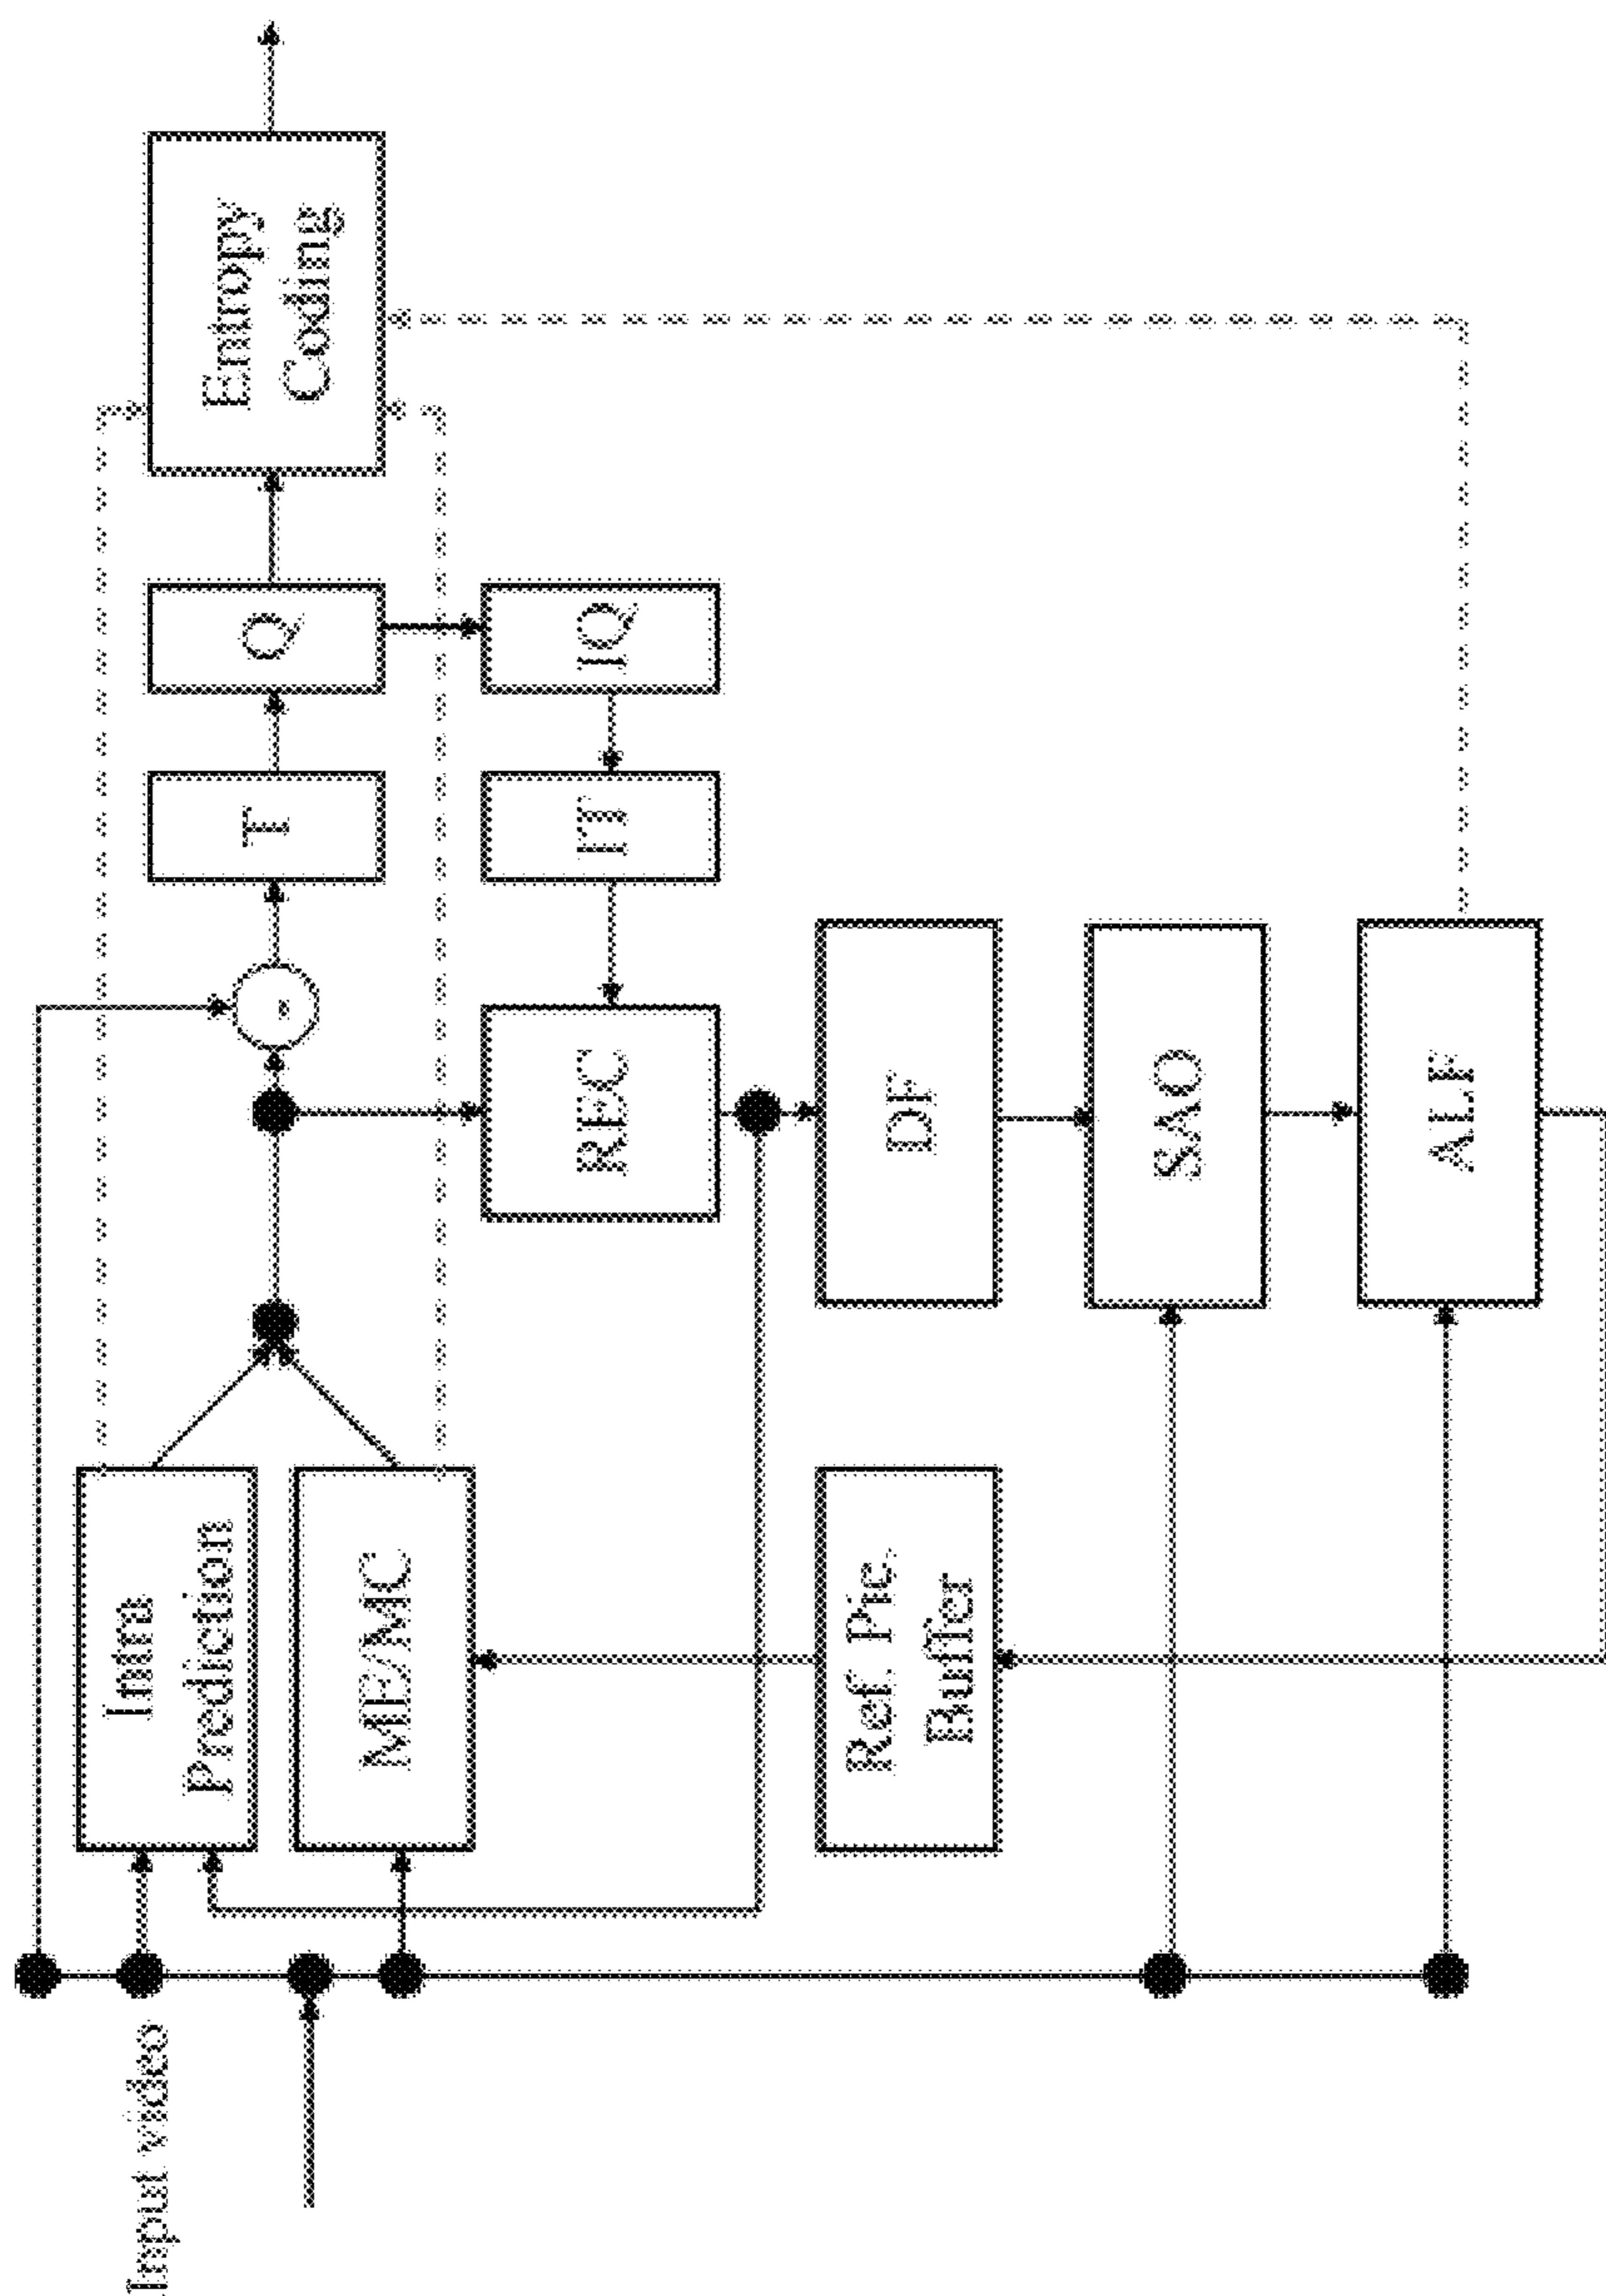 Input video
Intra
Prediction
ME/MC
-
T
Q
Entropy
Coding
REC
IT
IQ
Ref. Pic.
Buffer
DF
SAO
ALF